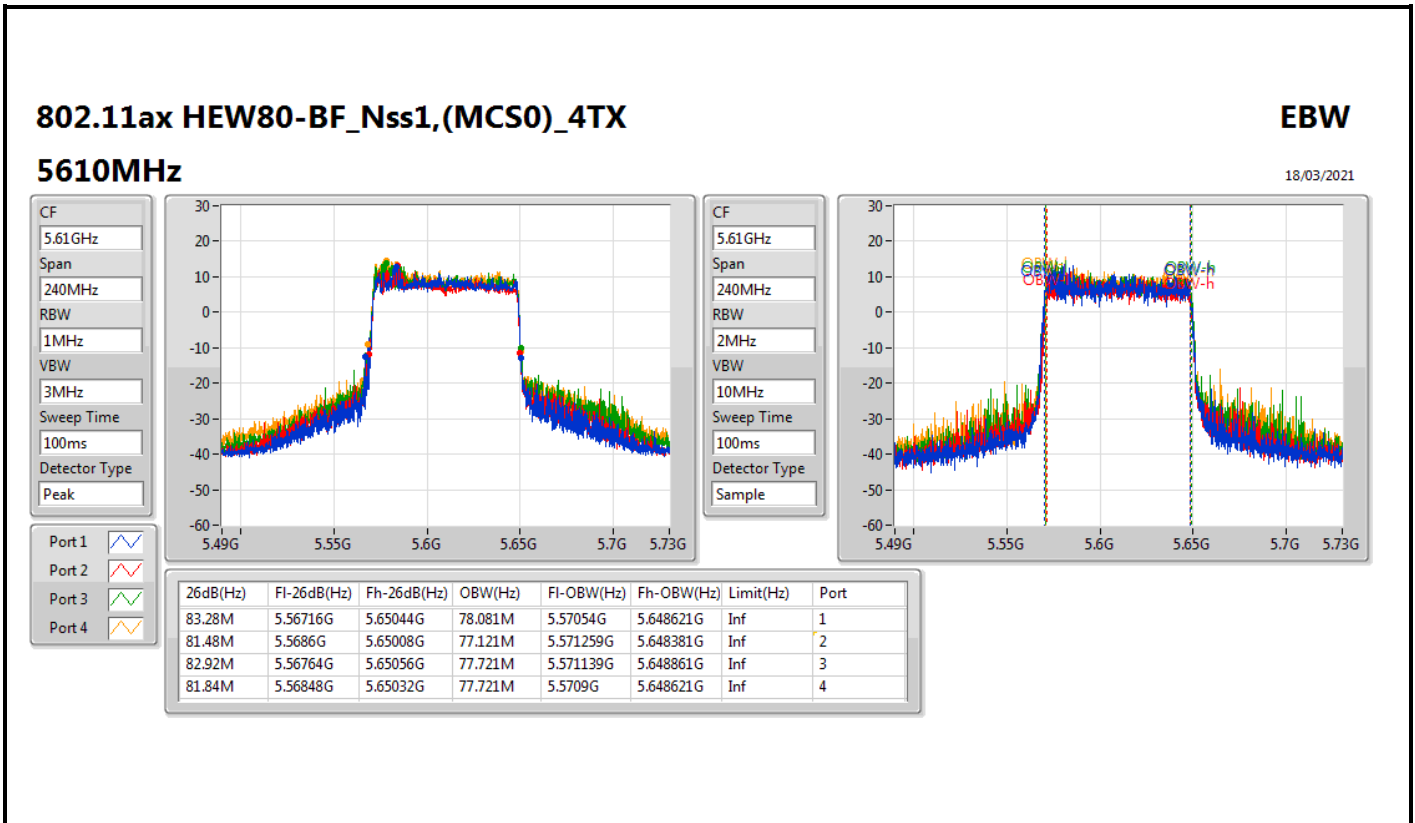 802.11ax HEW80-BF_Nss1,(MCS0)_4TX
EBW
5610MHz
18/03/2021
CF
5.61GHz
Span
240MHz
RBW
1MHz
VBW
3MHz
Sweep Time
100ms
Detector Type
Peak
30
20
10
0
-10
-20
-30
-40
-50
-60
5.49G 5.55G 5.6G 5.65G 5.7G 5.73G
CF
5.61GHz
Span
240MHz
RBW
2MHz
VBW
10MHz
Sweep Time
100ms
Detector Type
Sample
30
20
10
0
-10
-20
-30
-40
-50
-60
OBW-h
OBW-h
5.49G 5.55G 5.6G 5.65G 5.7G 5.73G
Port 1
Port 2
Port 3
Port 4
26dB(Hz) Fl-26dB(Hz) Fh-26dB(Hz) OBW(Hz) Fl-OBW(Hz) Fh-OBW(Hz) Limit(Hz) Port
83.28M 5.56716G 5.65044G 78.081M 5.57054G 5.648621G Inf 1
81.48M 5.5686G 5.65008G 77.121M 5.571259G 5.648381G Inf 2
82.92M 5.56764G 5.65056G 77.721M 5.571139G 5.648861G Inf 3
81.84M 5.56848G 5.65032G 77.721M 5.5709G 5.648621G Inf 4